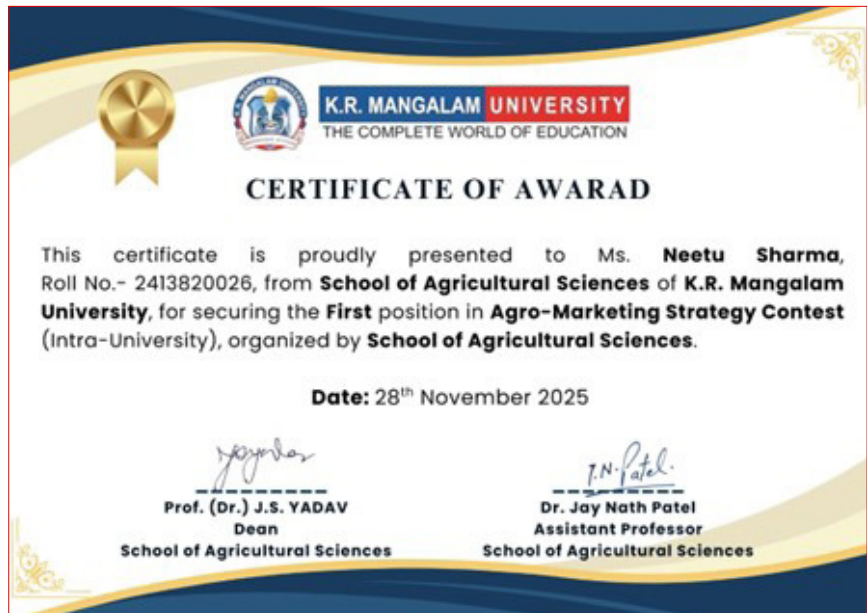 K.R. MANGALAM UNIVERSITY
THE COMPLETE WORLD OF EDUCATION
CERTIFICATE OF AWARAD
This certificate is proudly presented to Ms. Neetu Sharma,
Roll No.- 2413820026, from School of Agricultural Sciences of K.R. Mangalam
University, for securing the First position in Agro-Marketing Strategy Contest
(Intra-University), organized by School of Agricultural Sciences.
Date: 28th November 2025
J.N. Patel.
Prof. (Dr.) J.S. YADAV
Dean
School of Agricultural Sciences
Dr. Jay Nath Patel
Assistant Professor
School of Agricultural Sciences